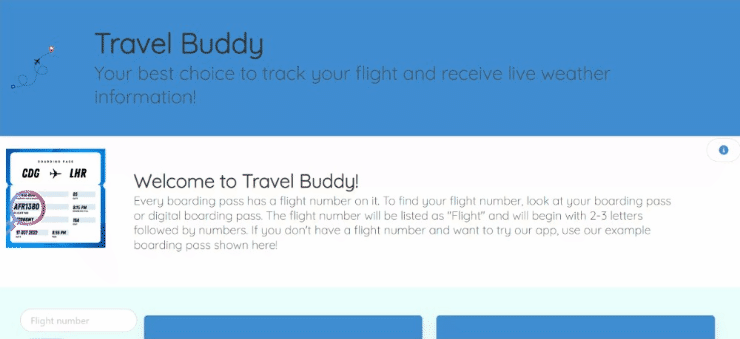 Travel Buddy
Your best choice to track your flight and receive live weather
information!
BOARDING PASS
CDG LHR
AFR1380
Welcome to Travel Buddy!
Every boarding pass has a flight number on it. To find your flight number, look at your boarding pass
or digital boarding pass. The flight number will be listed as "Flight" and will begin with 2-3 letters
followed by numbers. If you don't have a flight number and want to try our app, use our example
boarding pass shown here!
Flight number